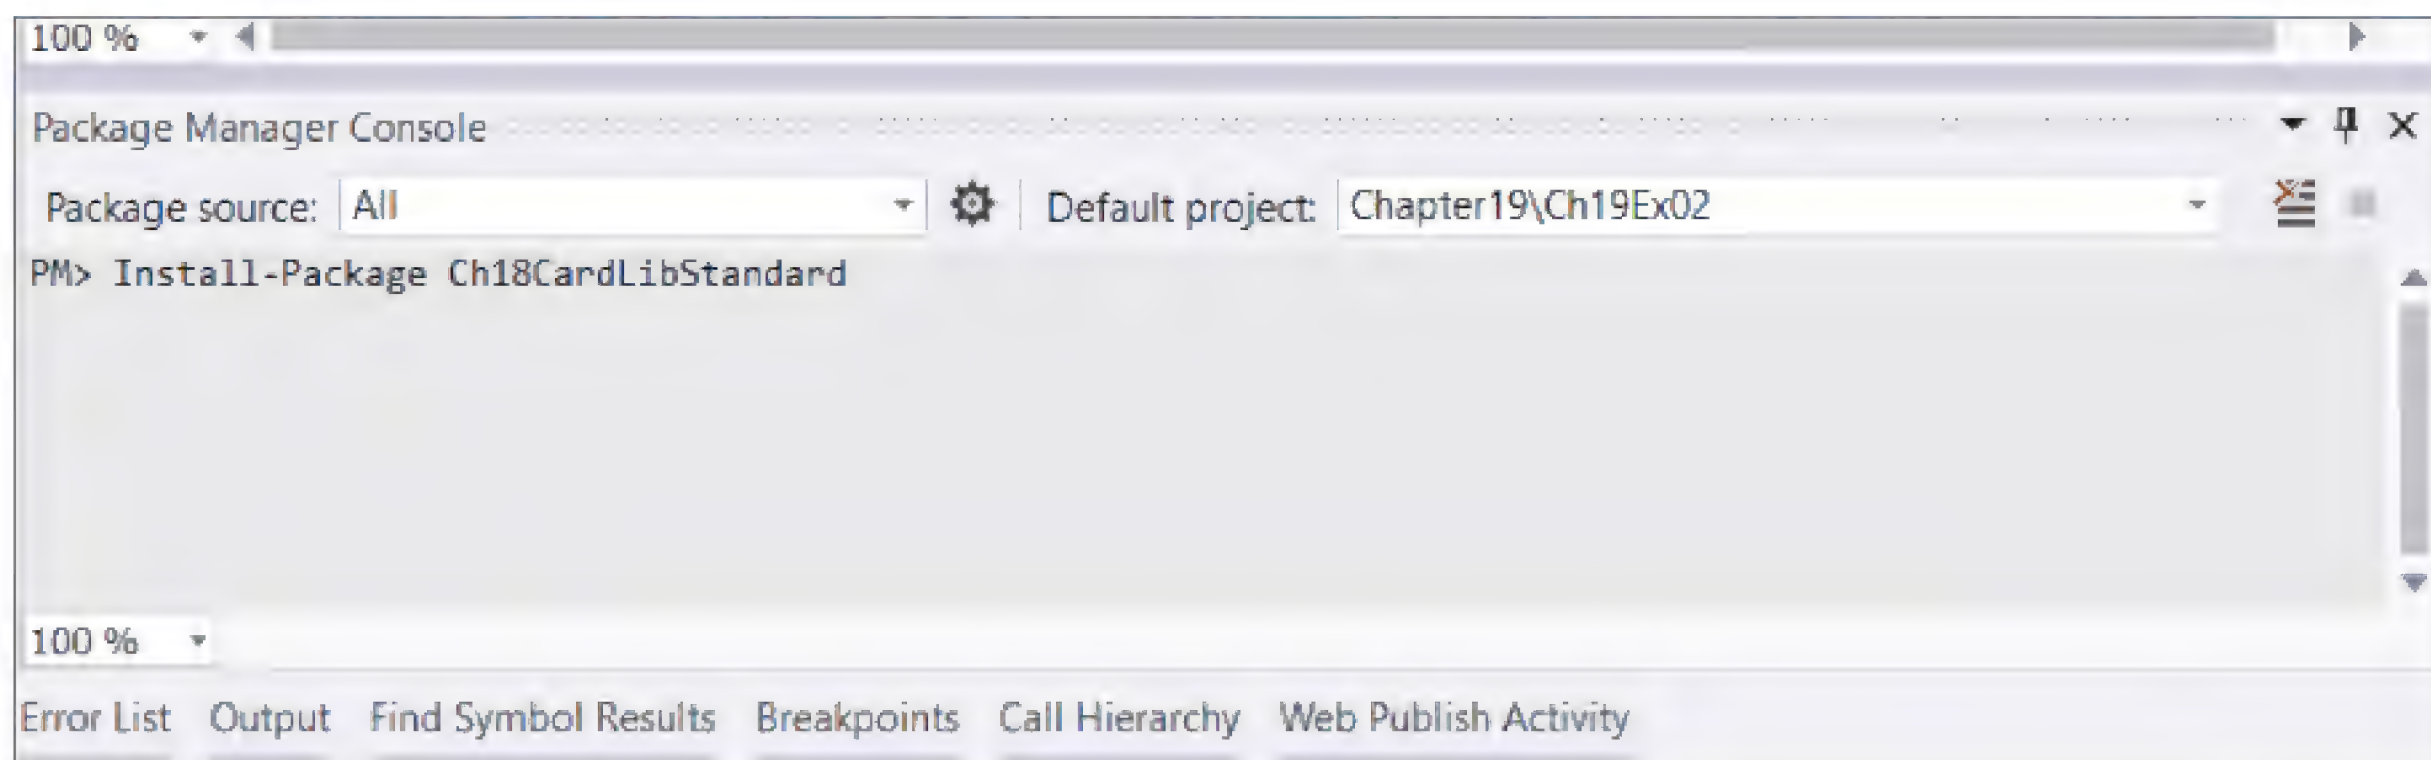 100 %
Package Manager Console
Package source: All Default project: Chapter19\Ch19Ex02
PM> Install-Package Ch18CardLibStandard
100 %
Error List Output Find Symbol Results Breakpoints Call Hierarchy Web Publish Activity